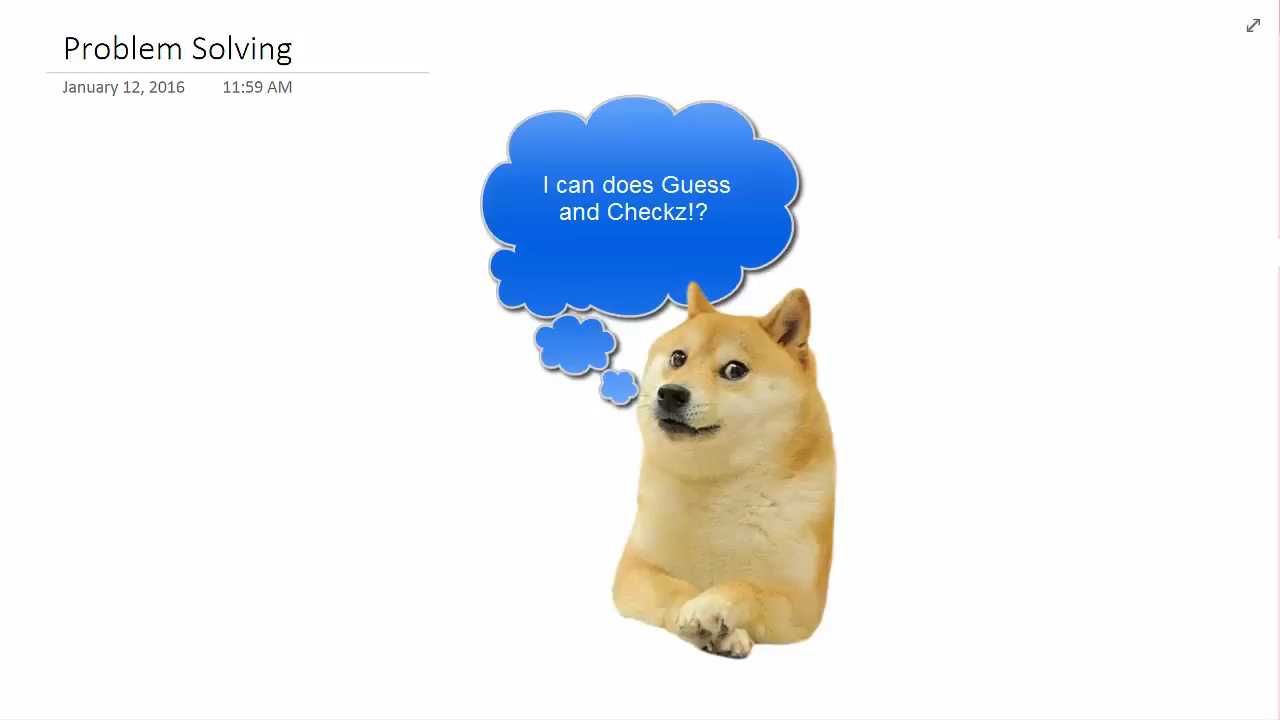 Problem Solving
January 12, 2016 11:59 AM
I can does Guess
and Checkz!?